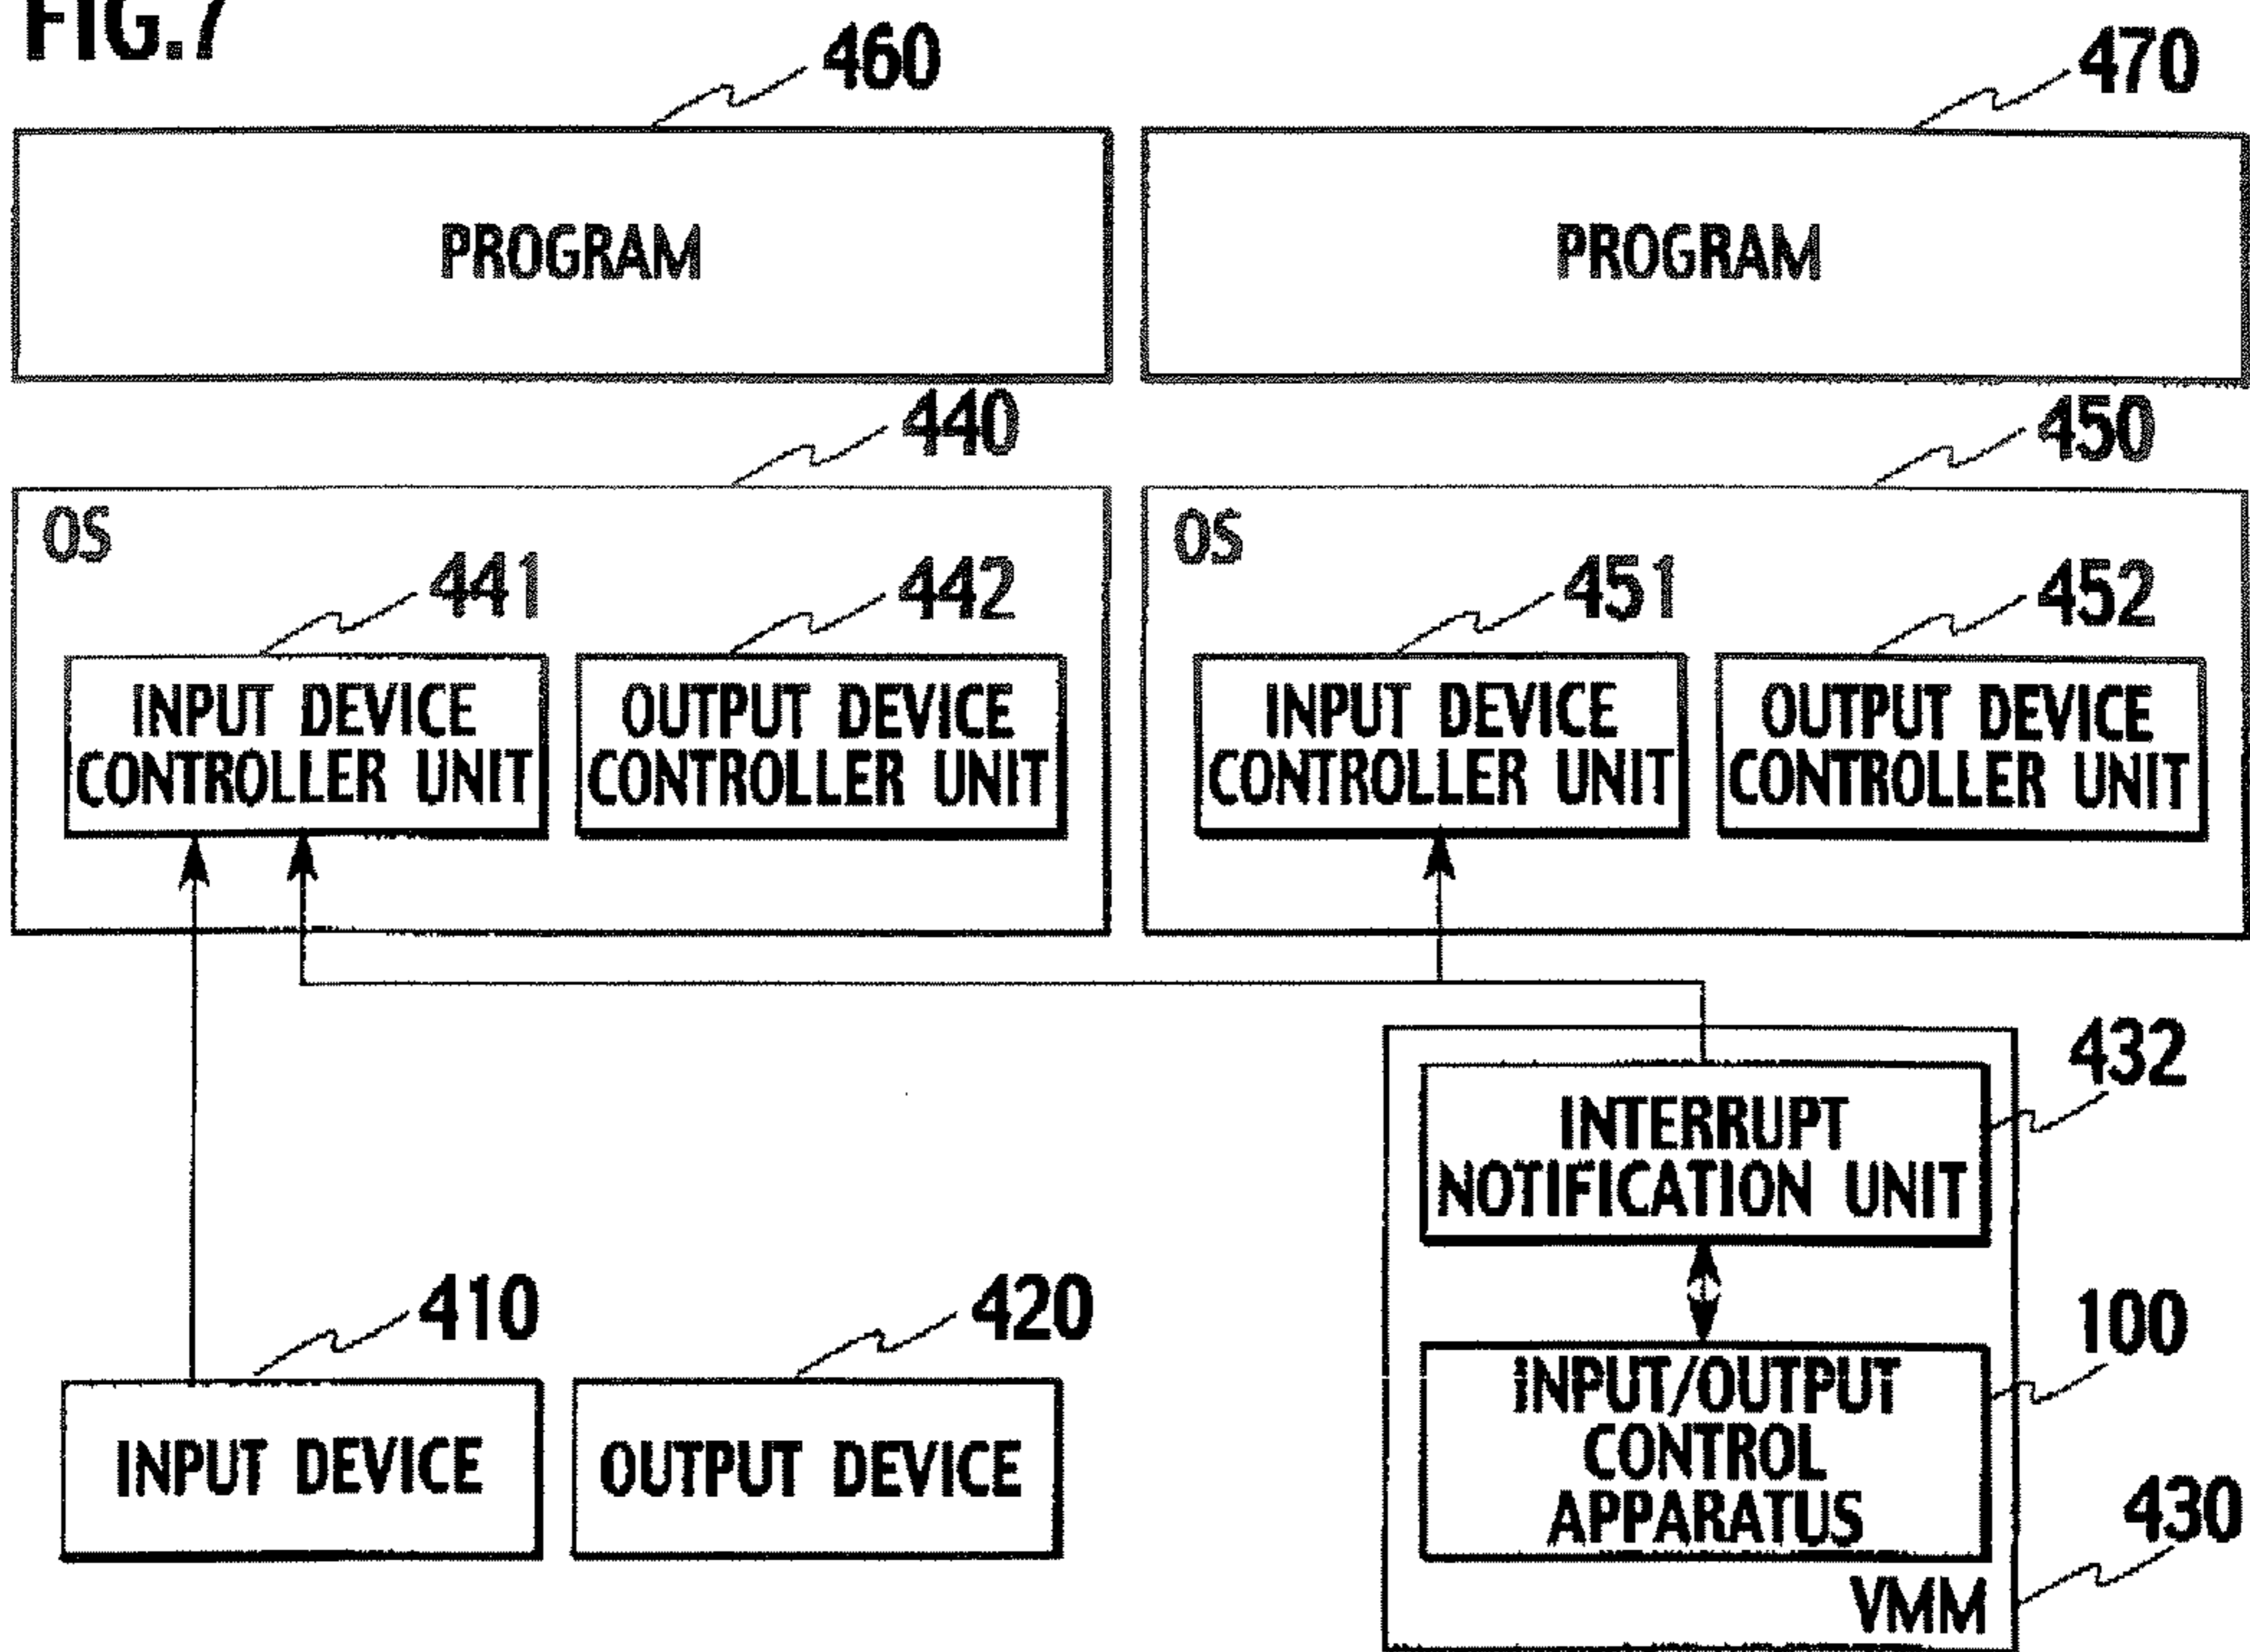 FIG.7
460
470
PROGRAM
PROGRAM
440
450
OS
OS
441
442
451
452
INPUT DEVICE
CONTROLLER UNIT
OUTPUT DEVICE
CONTROLLER UNIT
INPUT DEVICE
CONTROLLER UNIT
OUTPUT DEVICE
CONTROLLER UNIT
432
INTERRUPT
NOTIFICATION UNIT
410
420
100
INPUT DEVICE
OUTPUT DEVICE
INPUT/OUTPUT
CONTROL
APPARATUS
430
VMM